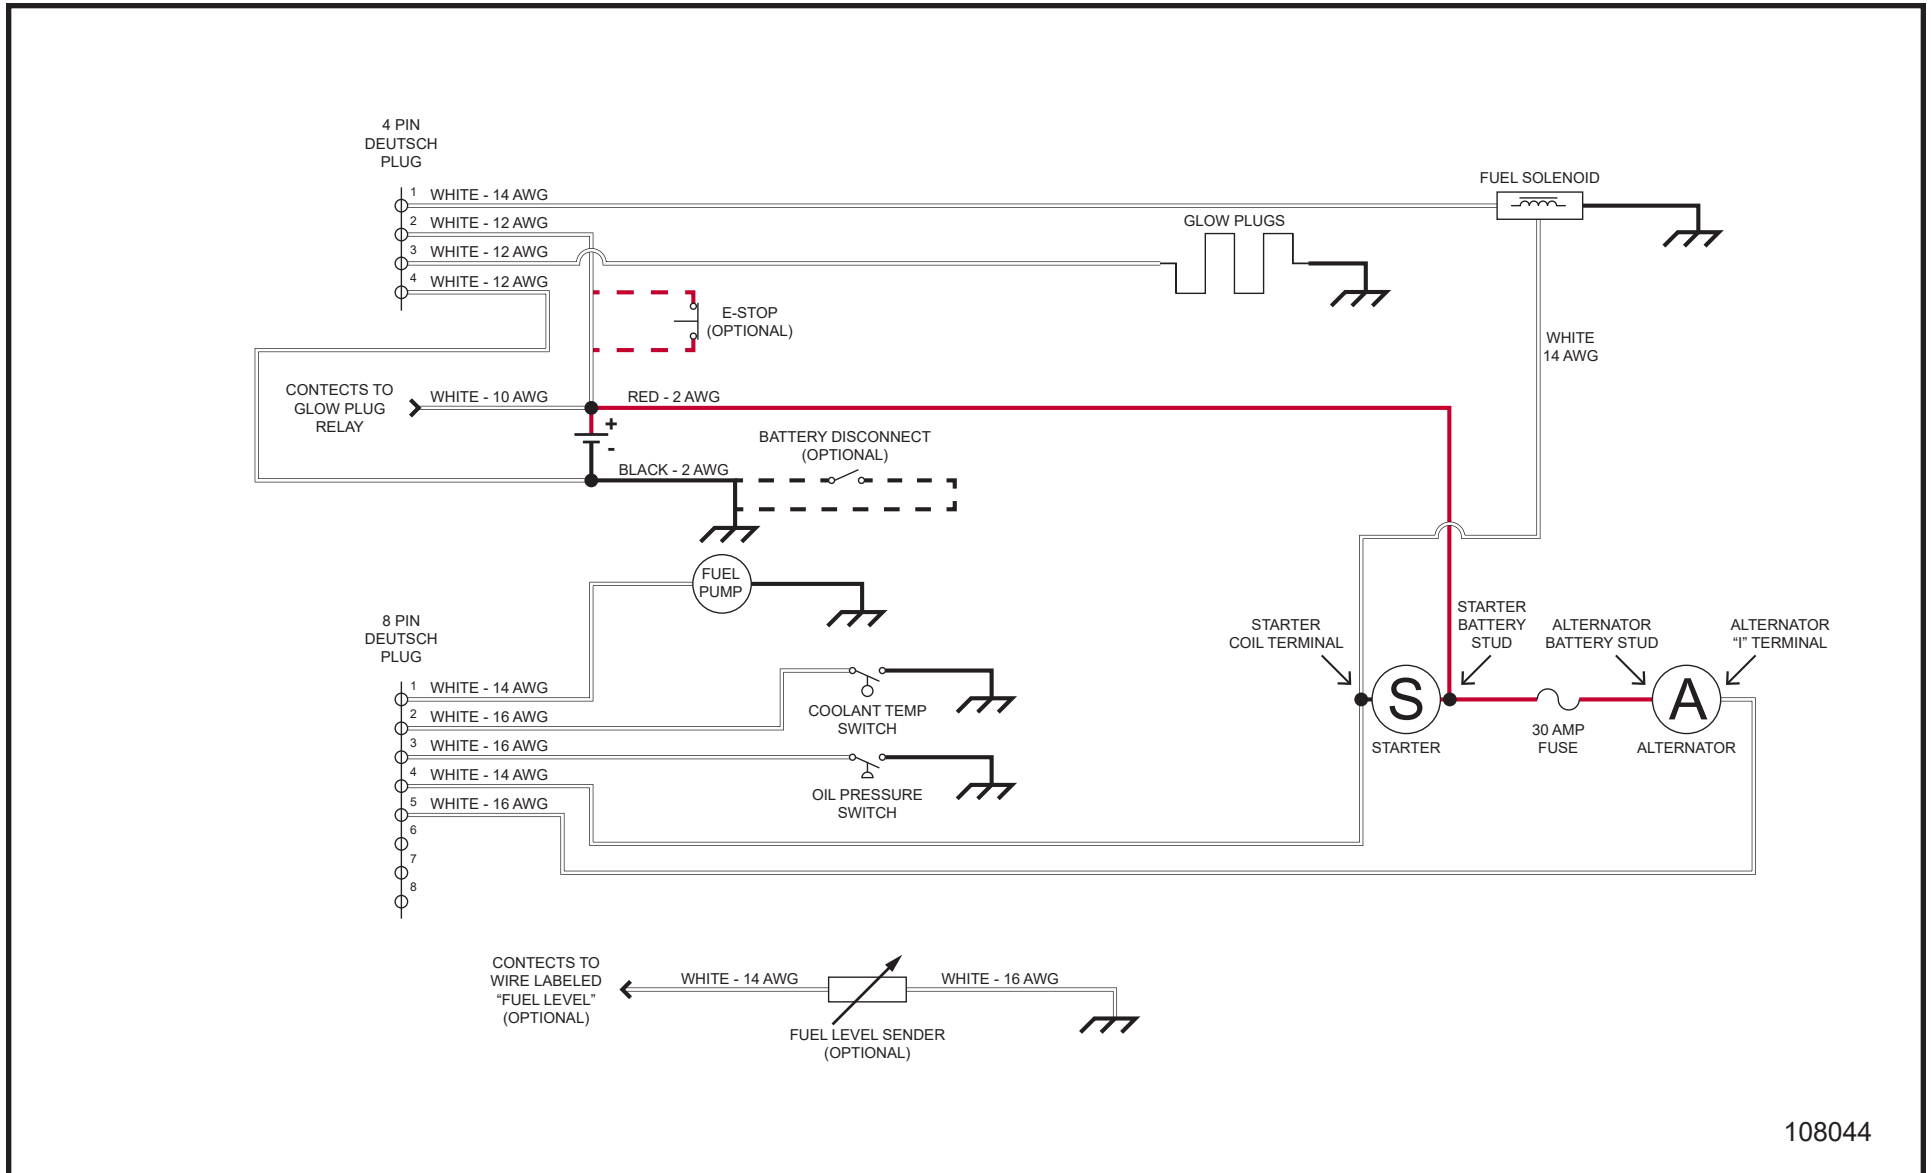 4 PIN
DEUTSCH
PLUG
1 WHITE - 14 AWG
2 WHITE - 12 AWG
3 WHITE - 12 AWG
4 WHITE - 12 AWG
FUEL SOLENOID
GLOW PLUGS
E-STOP
(OPTIONAL)
WHITE
14 AWG
CONTECTS TO
GLOW PLUG
RELAY
WHITE - 10 AWG
RED - 2 AWG
+
-
BATTERY DISCONNECT
(OPTIONAL)
BLACK - 2 AWG
FUEL
PUMP
8 PIN
DEUTSCH
PLUG
1 WHITE - 14 AWG
2 WHITE - 16 AWG
3 WHITE - 16 AWG
4 WHITE - 14 AWG
5 WHITE - 16 AWG
6
7
8
COOLANT TEMP
SWITCH
OIL PRESSURE
SWITCH
STARTER
COIL TERMINAL
STARTER
BATTERY
STUD
ALTERNATOR
BATTERY STUD
ALTERNATOR
“I” TERMINAL
S
STARTER
30 AMP
FUSE
A
ALTERNATOR
CONTECTS TO
WIRE LABELED
“FUEL LEVEL”
(OPTIONAL)
WHITE - 14 AWG
WHITE - 16 AWG
FUEL LEVEL SENDER
(OPTIONAL)
108044